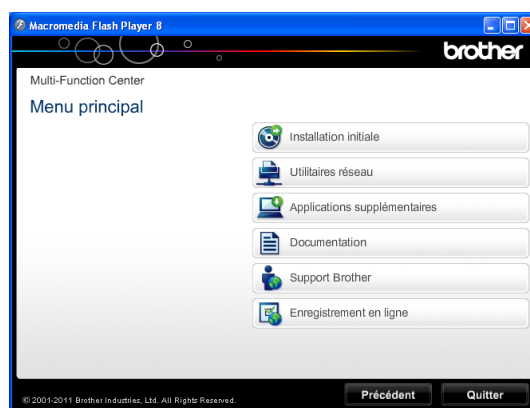 Macromedia Flash Player 8
brother
Multi-Function Center
Menu principal
Installation initiale
Utilitaires réseau
Applications supplémentaires
Documentation
Support Brother
Enregistrement en ligne
© 2001-2011 Brother Industries, Ltd. All Rights Reserved.
Précédent
Quitter